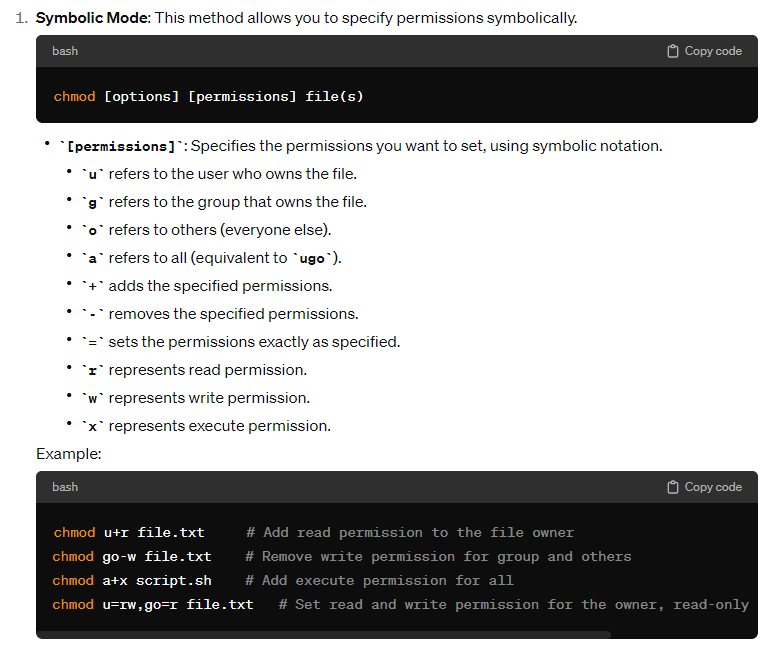 1. Symbolic Mode: This method allows you to specify permissions symbolically.
bash Copy code
chmod [options] [permissions] file(s)
• `[permissions]`: Specifies the permissions you want to set, using symbolic notation.
• `u` refers to the user who owns the file.
• `g` refers to the group that owns the file.
• `o` refers to others (everyone else).
• `a` refers to all (equivalent to `ugo`).
• `+` adds the specified permissions.
• `-` removes the specified permissions.
• `=` sets the permissions exactly as specified.
• `r` represents read permission.
• `w` represents write permission.
• `x` represents execute permission.
Example:
bash Copy code
chmod u+r file.txt     # Add read permission to the file owner
chmod go-w file.txt    # Remove write permission for group and others
chmod a+x script.sh    # Add execute permission for all
chmod u=rw,go=r file.txt   # Set read and write permission for the owner, read-only